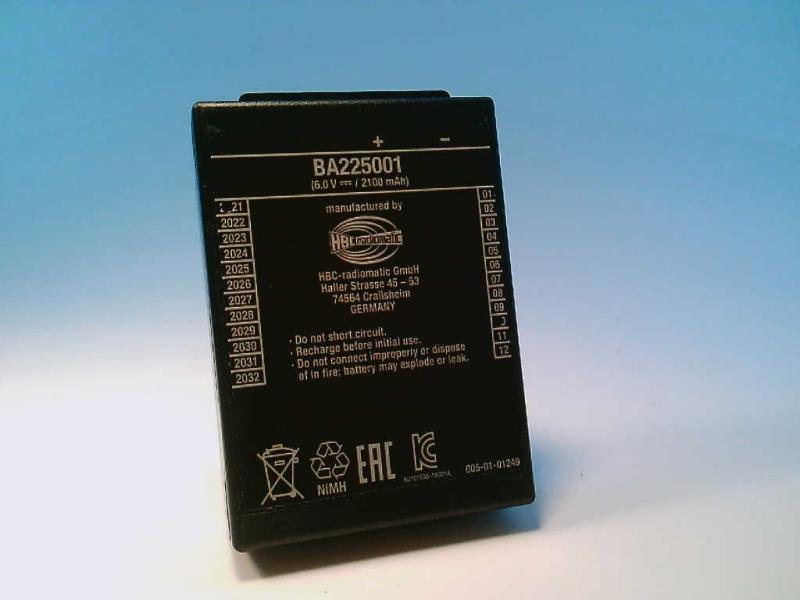 + −
BA225001
(6.0 V ⎓ / 2100 mAh)
manufactured by
HBC radiomatic
HBC-radiomatic GmbH
Haller Strasse 45 – 53
74564 Crailsheim
GERMANY
2022
2023
2024
2025
2026
2027
2028
2029
2030
2031
2032
01
02
03
04
05
06
07
08
09
11
12
· Do not short circuit.
· Recharge before initial use.
· Do not connect improperly or dispose
of in fire; battery may explode or leak.
NiMH
EAC
KC
005-01-01249